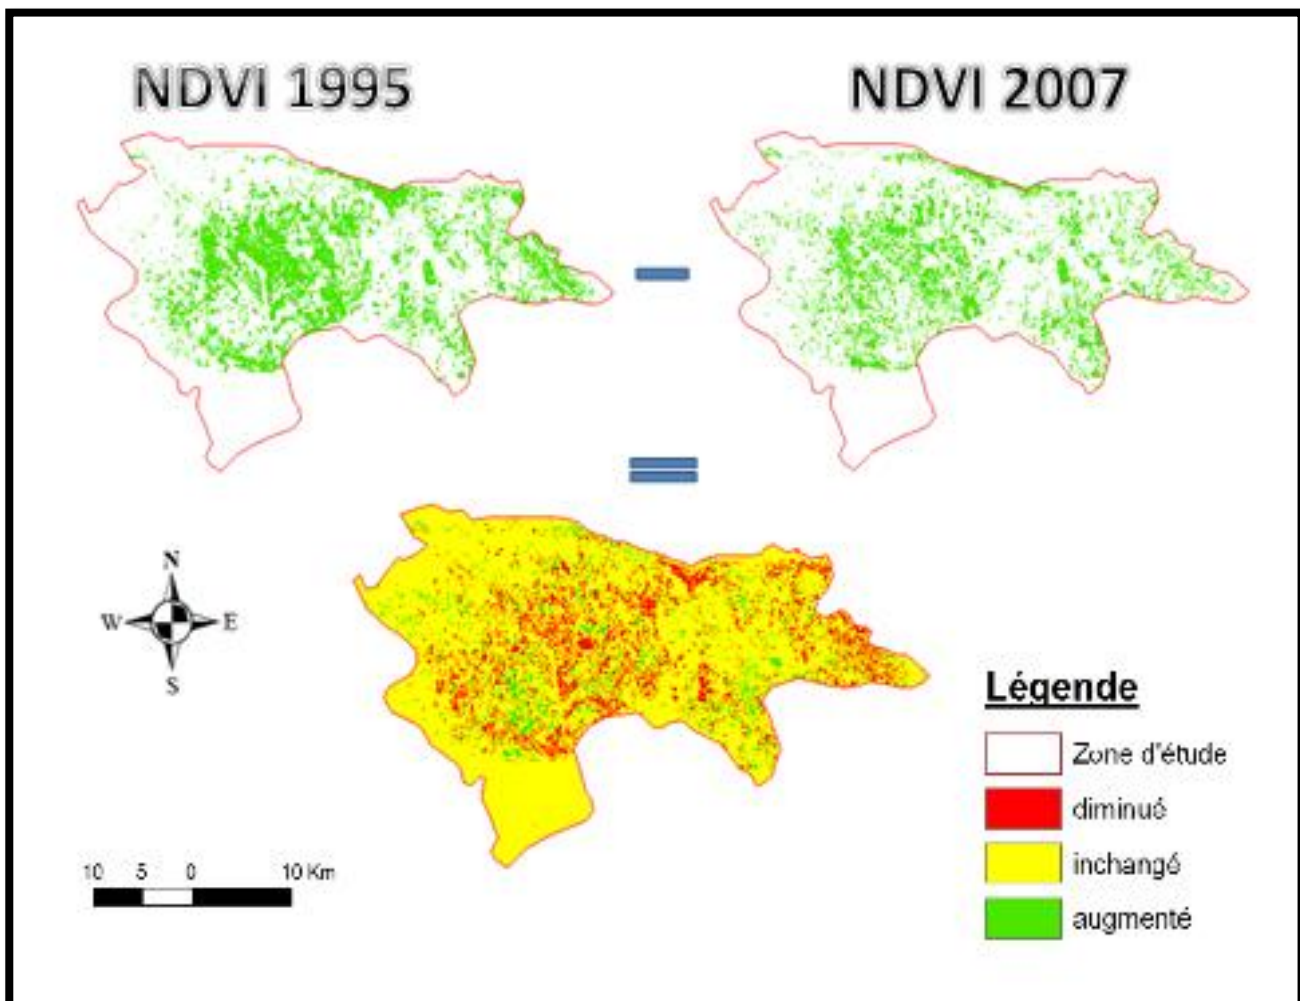 NDVI 1995
NDVI 2007
N
W E
S
Légende
Zone d'étude
diminué
inchangé
augmenté
10 5 0 10 Km